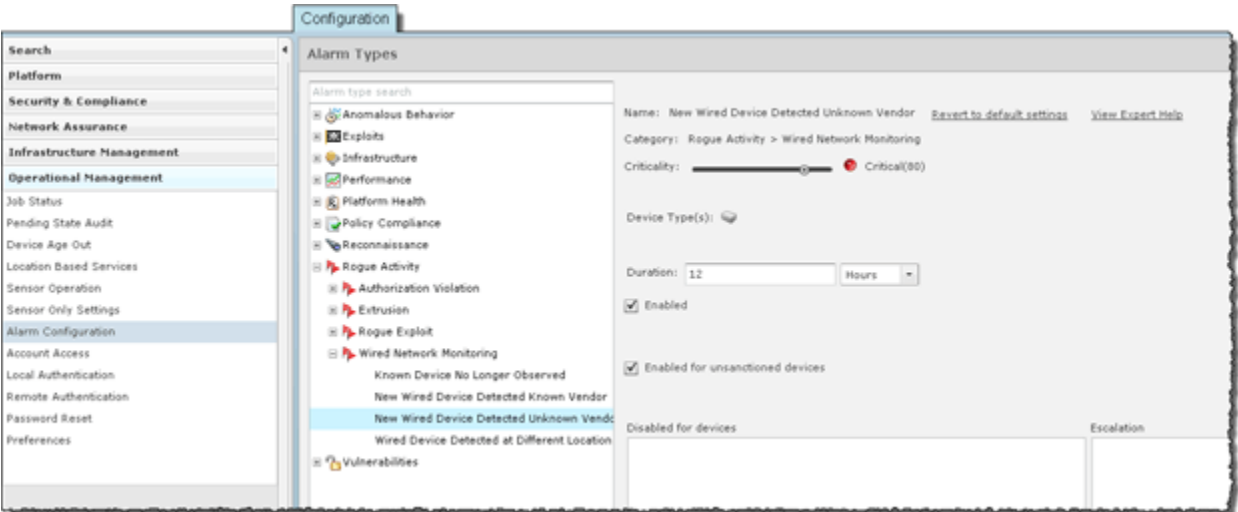 Configuration
Search
Platform
Security & Compliance
Network Assurance
Infrastructure Management
Operational Management
Job Status
Pending State Audit
Device Age Out
Location Based Services
Sensor Operation
Sensor Only Settings
Alarm Configuration
Account Access
Local Authentication
Remote Authentication
Password Reset
Preferences
Alarm Types
Alarm type search
Anomalous Behavior
Exploits
Infrastructure
Performance
Platform Health
Policy Compliance
Reconnaissance
Rogue Activity
Authorization Violation
Extrusion
Rogue Exploit
Wired Network Monitoring
Known Device No Longer Observed
New Wired Device Detected Known Vendor
New Wired Device Detected Unknown Vendo
Wired Device Detected at Different Location
Vulnerabilities
Name: New Wired Device Detected Unknown Vendor Revert to default settings View Expert Help
Category: Rogue Activity > Wired Network Monitoring
Criticality: Critical(80)
Device Type(s):
Duration: 12 Hours
Enabled
Enabled for unsanctioned devices
Disabled for devices Escalation